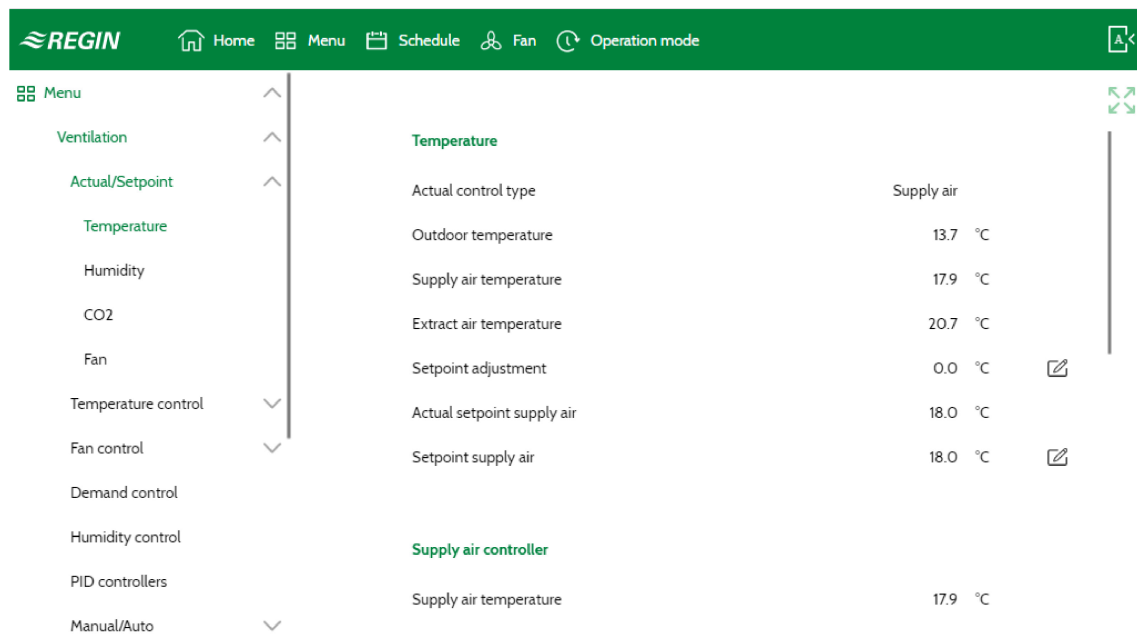 REGIN Home Menu Schedule Fan Operation mode A
Menu
Ventilation
Actual/Setpoint
Temperature
Humidity
CO2
Fan
Temperature control
Fan control
Demand control
Humidity control
PID controllers
Manual/Auto
Temperature
Actual control type Supply air
Outdoor temperature 13.7 °C
Supply air temperature 17.9 °C
Extract air temperature 20.7 °C
Setpoint adjustment 0.0 °C
Actual setpoint supply air 18.0 °C
Setpoint supply air 18.0 °C
Supply air controller
Supply air temperature 17.9 °C